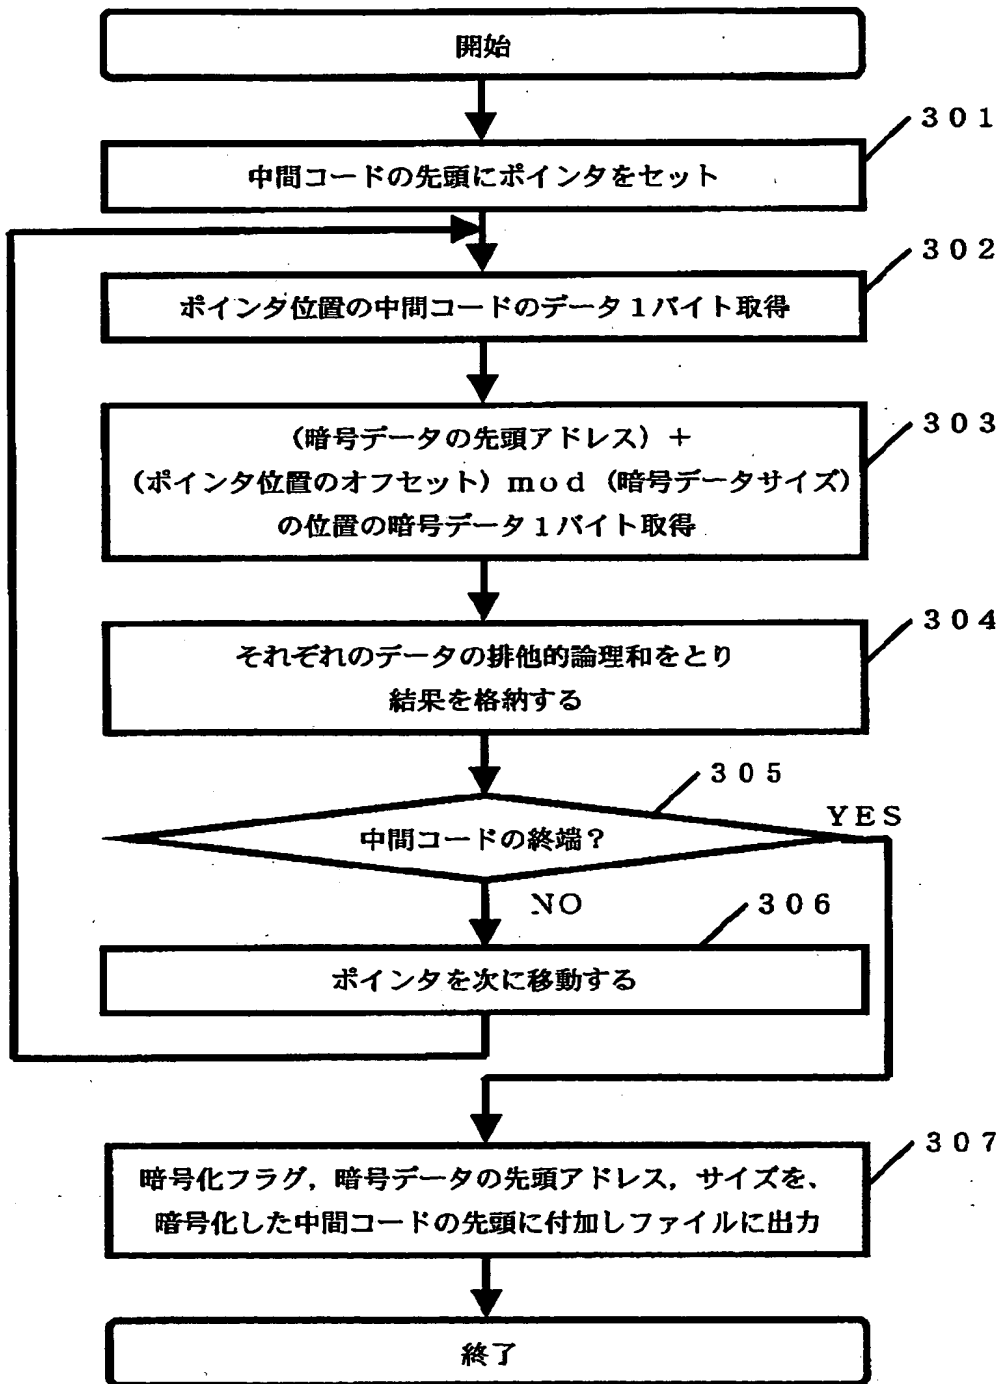 開始
301
中間コードの先頭にポインタをセット
302
ポインタ位置の中間コードのデータ1バイト取得
303
(暗号データの先頭アドレス) +
(ポインタ位置のオフセット) mod (暗号データサイズ)
の位置の暗号データ1バイト取得
304
それぞれのデータの排他的論理和をとり
結果を格納する
305
YES
中間コードの終端?
NO
306
ポインタを次に移動する
307
暗号化フラグ,暗号データの先頭アドレス,サイズを、
暗号化した中間コードの先頭に付加しファイルに出力
終了